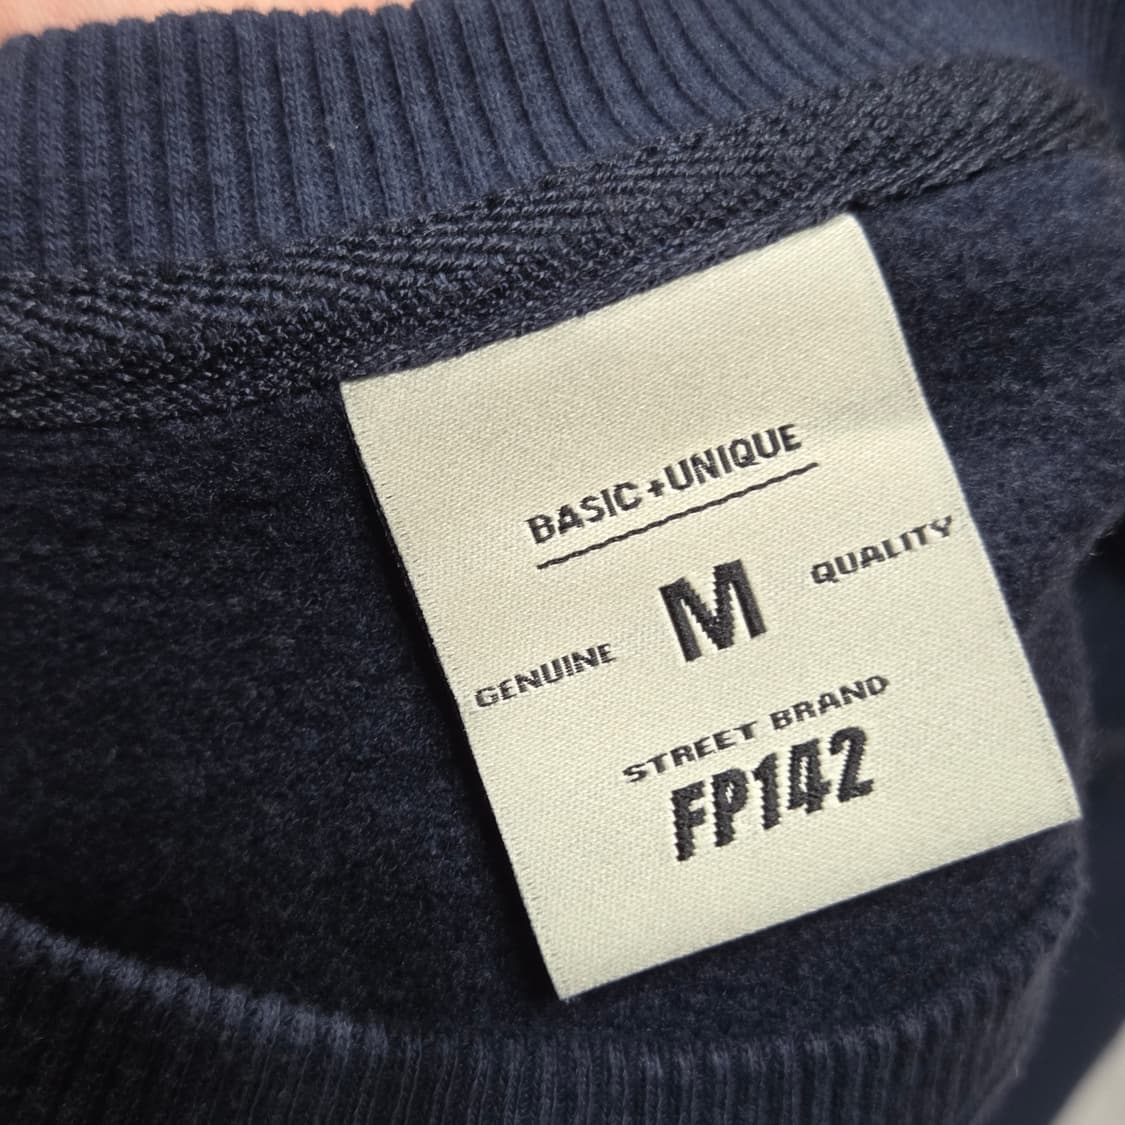 BASIC+UNIQUE
M
GENUINE QUALITY
STREET BRAND
FP142